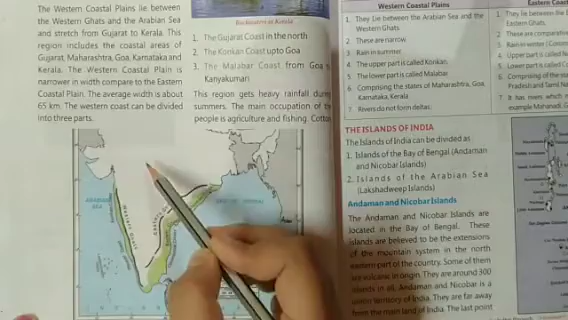 The Western Coastal Plains lie between
the Western Ghats and the Arabian Sea
and stretch from Gujarat to Kerala. This
region includes the coastal areas of
Gujarat, Maharashtra, Goa, Karnataka and
Kerala. The Western Coastal Plain is
narrower in width compare to the Eastern
Coastal Plain. The average width is about
65 km. The western coast can be divided
into three parts.
Backwaters of Kerala
1. The Gujarat Coast in the north
2. The Konkan Coast upto Goa
3. The Malabar Coast from Goa
Kanyakumari
This region gets heavy rainfall during
summers. The main occupation of
people is agriculture and fishing. Cotton
ARABIAN
SEA
Western Coastal Plains
1. They lie between the Arabian Sea and the
Western Ghats
2. These are narrow
3. Rain in summer
4. The upper part is called Konkan.
5. The lower part is called Malabar
6. Comprising the states of Maharashtra, Goa,
Karnataka, Kerala
7. Rivers do not form deltas.
Eastern Coast
1. They lies between the
Eastern Ghats.
2. These are comparative
3. Rain in winter
4. Upper part is called
5. Lower part is called
6. Comprising of the
Pradesh and Tamil
7. It has rivers which
example Mahanadi,
THE ISLANDS OF INDIA
The Islands of India can be divided as
1. Islands of the Bay of Bengal (Andaman
and Nicobar Islands)
2. Islands of the Arabian Sea
(Lakshadweep Islands)
Andaman and Nicobar Islands
The Andaman and Nicobar Islands are
located in the Bay of Bengal. These
islands are believed to be the extensions
of the mountain system in the north
eastern part of the country. Some of them
are volcanic in origin. They are around 300
islands in all. Andaman and Nicobar is a
union territory of India. They are far away
from the main land of India. The last point